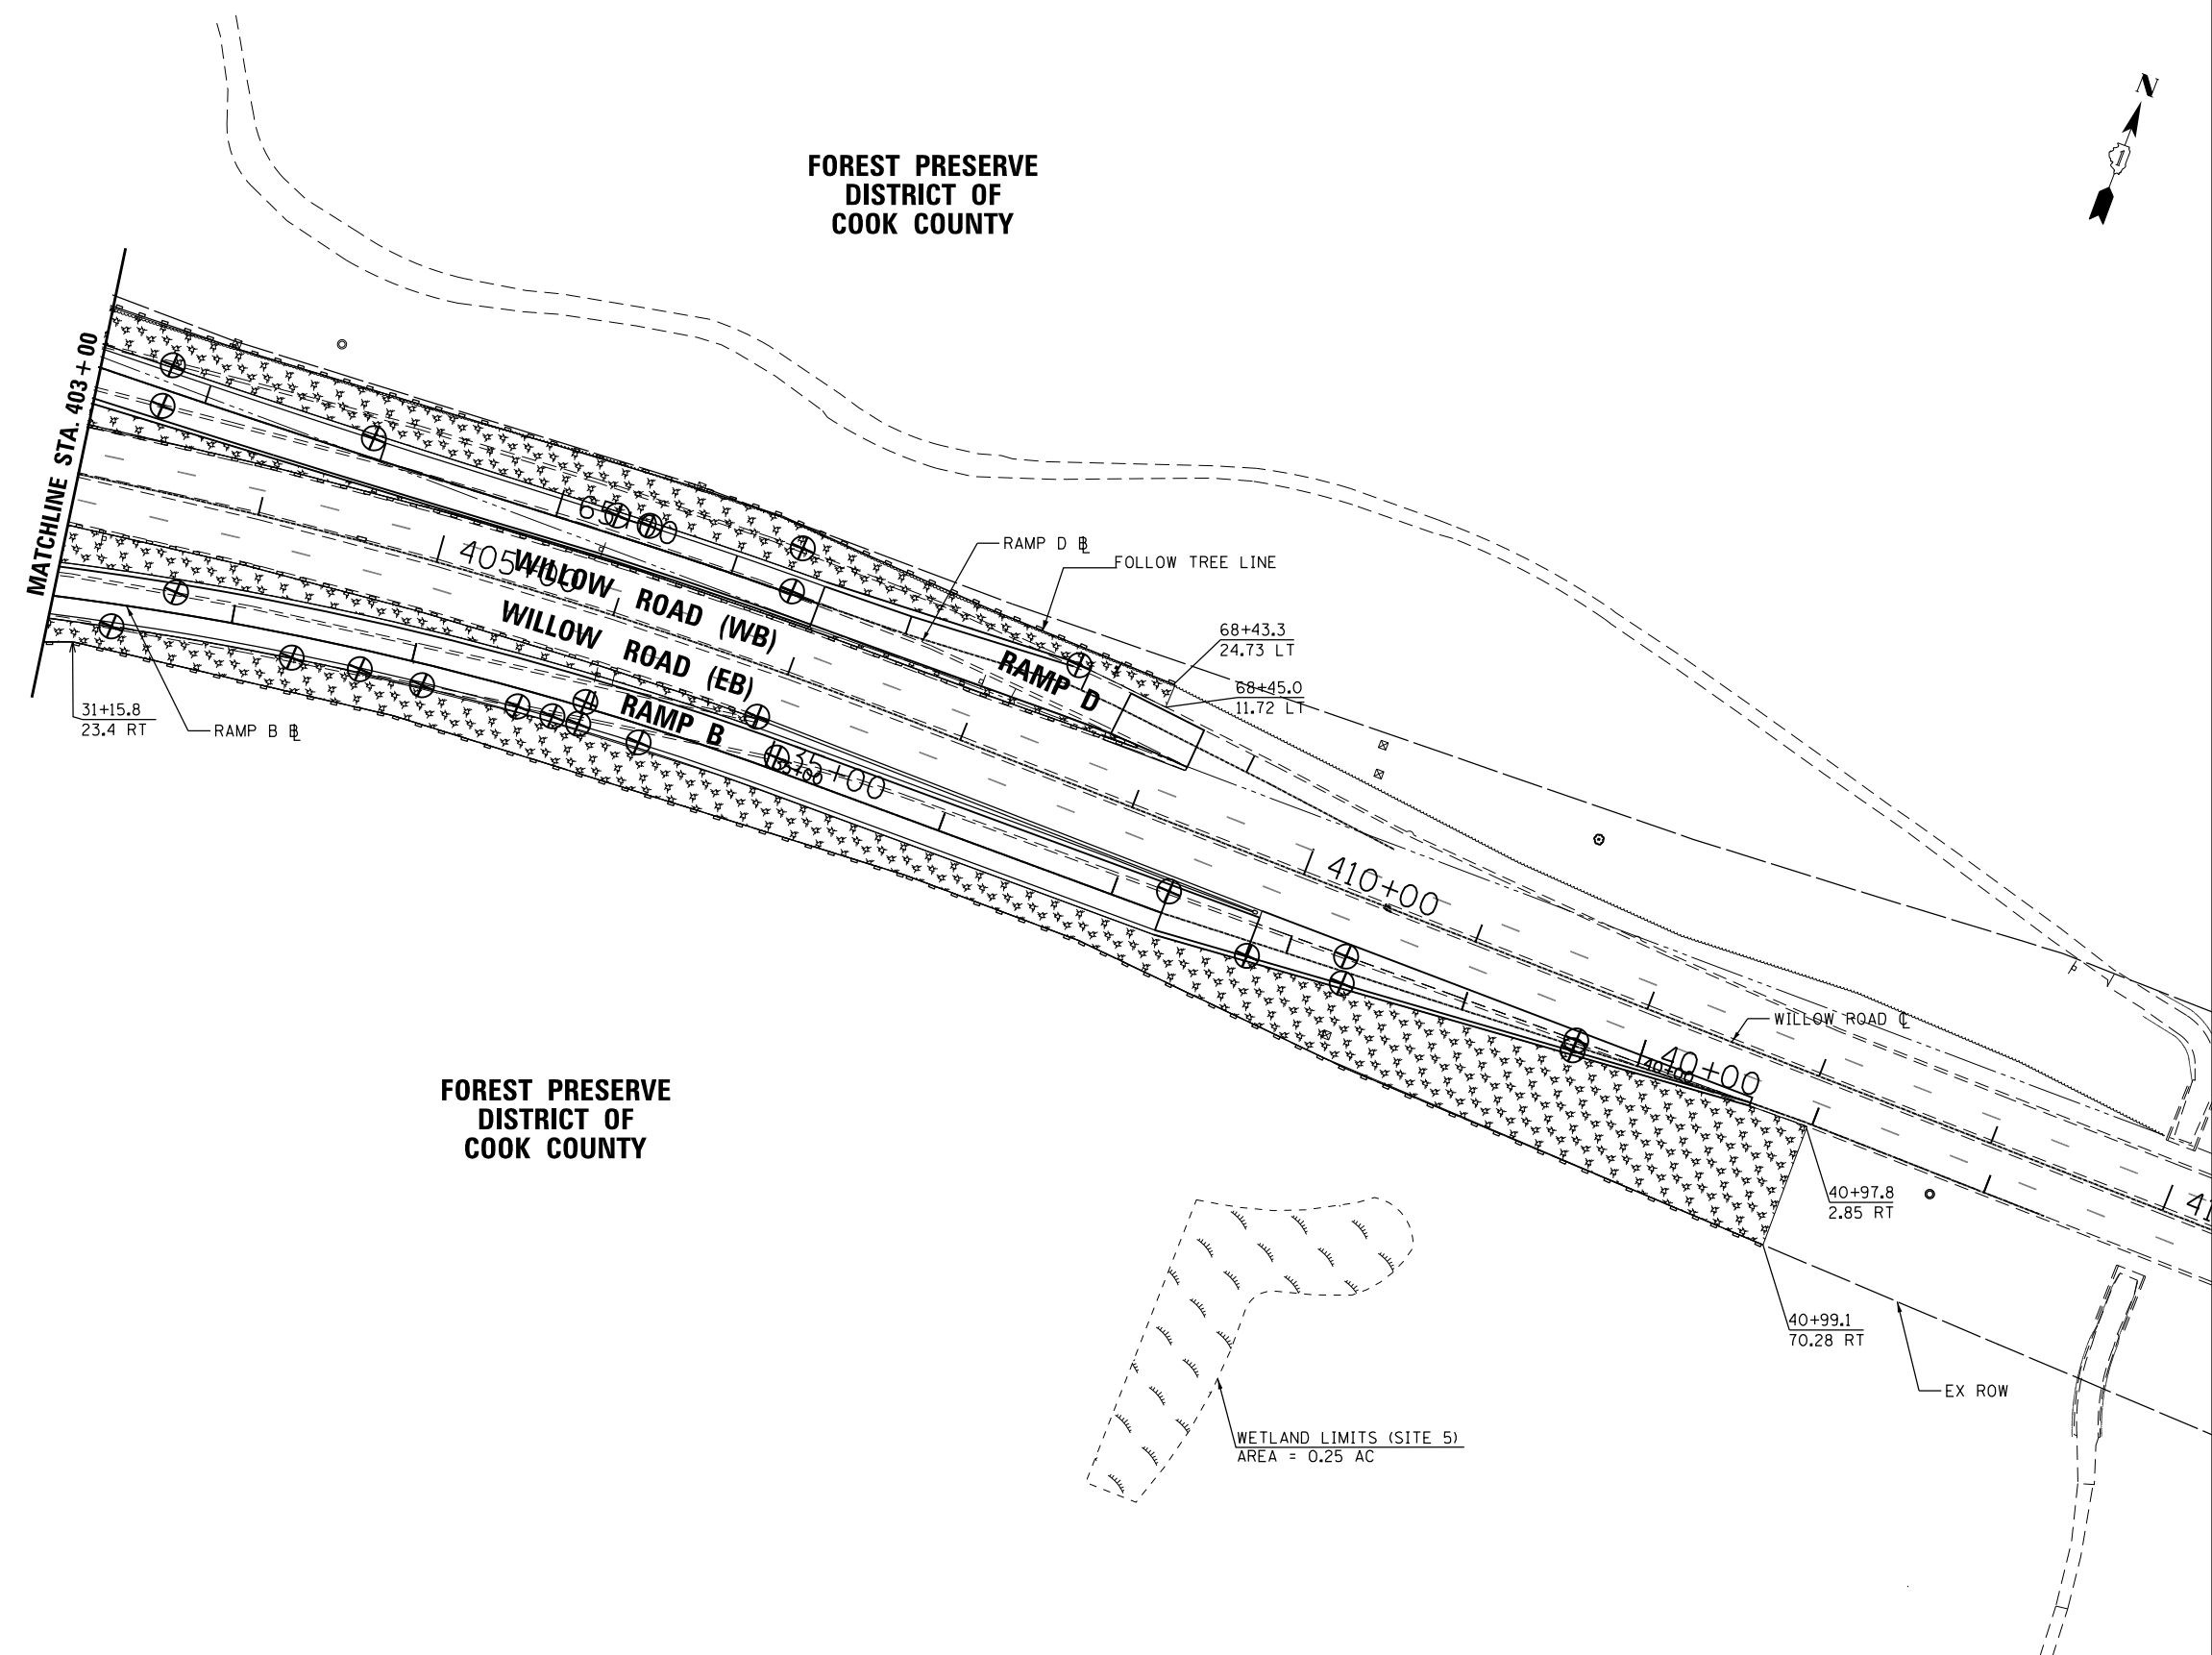 N
FOREST PRESERVE
DISTRICT OF
COOK COUNTY
MATCHLINE STA. 403+00
405+00
WILLOW ROAD (WB)
WILLOW ROAD (EB)
RAMP D ℄
FOLLOW TREE LINE
68+43.3
24.73 LT
68+45.0
11.72 LT
RAMP D
RAMP B
31+15.8
23.4 RT
RAMP B ℄
35+00
35+00
410+00
WILLOW ROAD ℄
40+00
40+00
40+97.8
2.85 RT
40+99.1
70.28 RT
EX ROW
FOREST PRESERVE
DISTRICT OF
COOK COUNTY
WETLAND LIMITS (SITE 5)
AREA = 0.25 AC